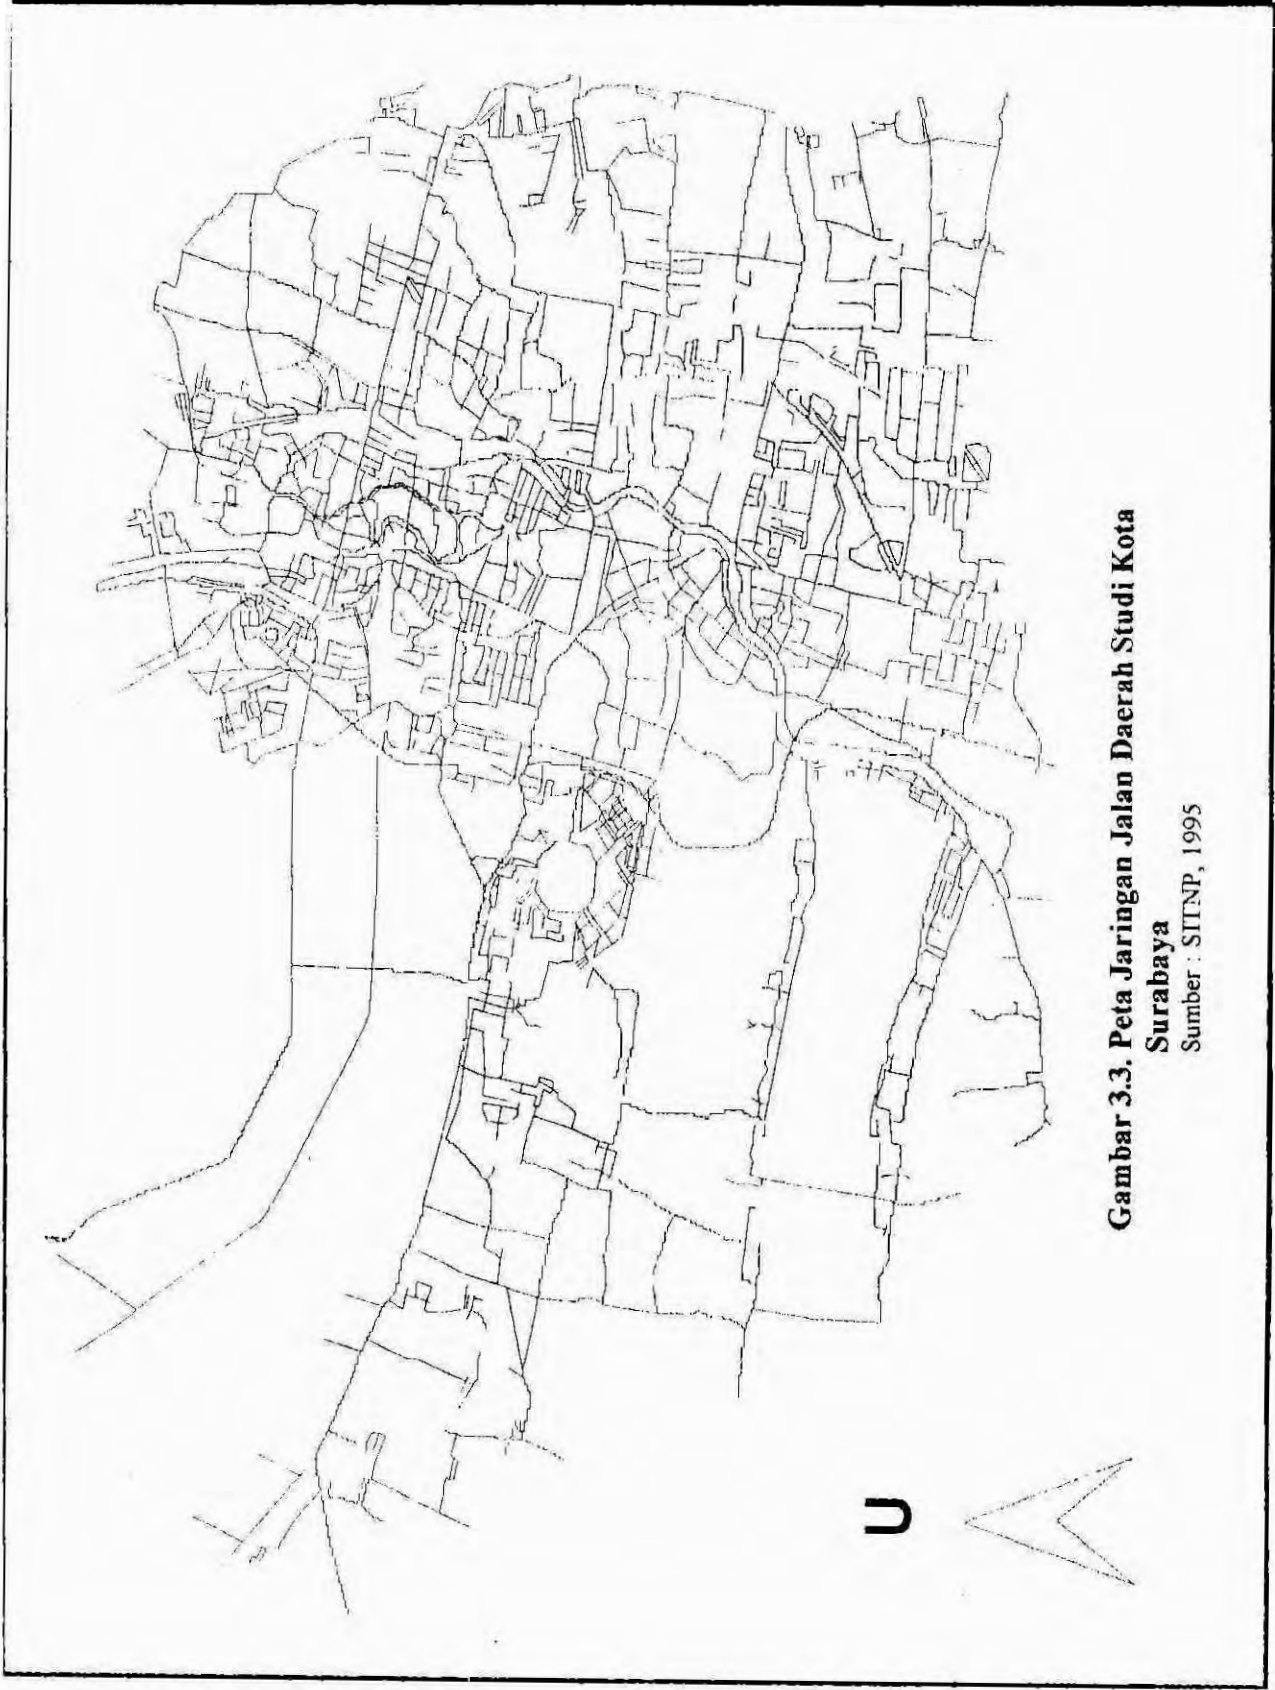 U
Gambar 3.3. Peta Jaringan Jalan Daerah Studi Kota
Surabaya
Sumber : SITNP, 1995